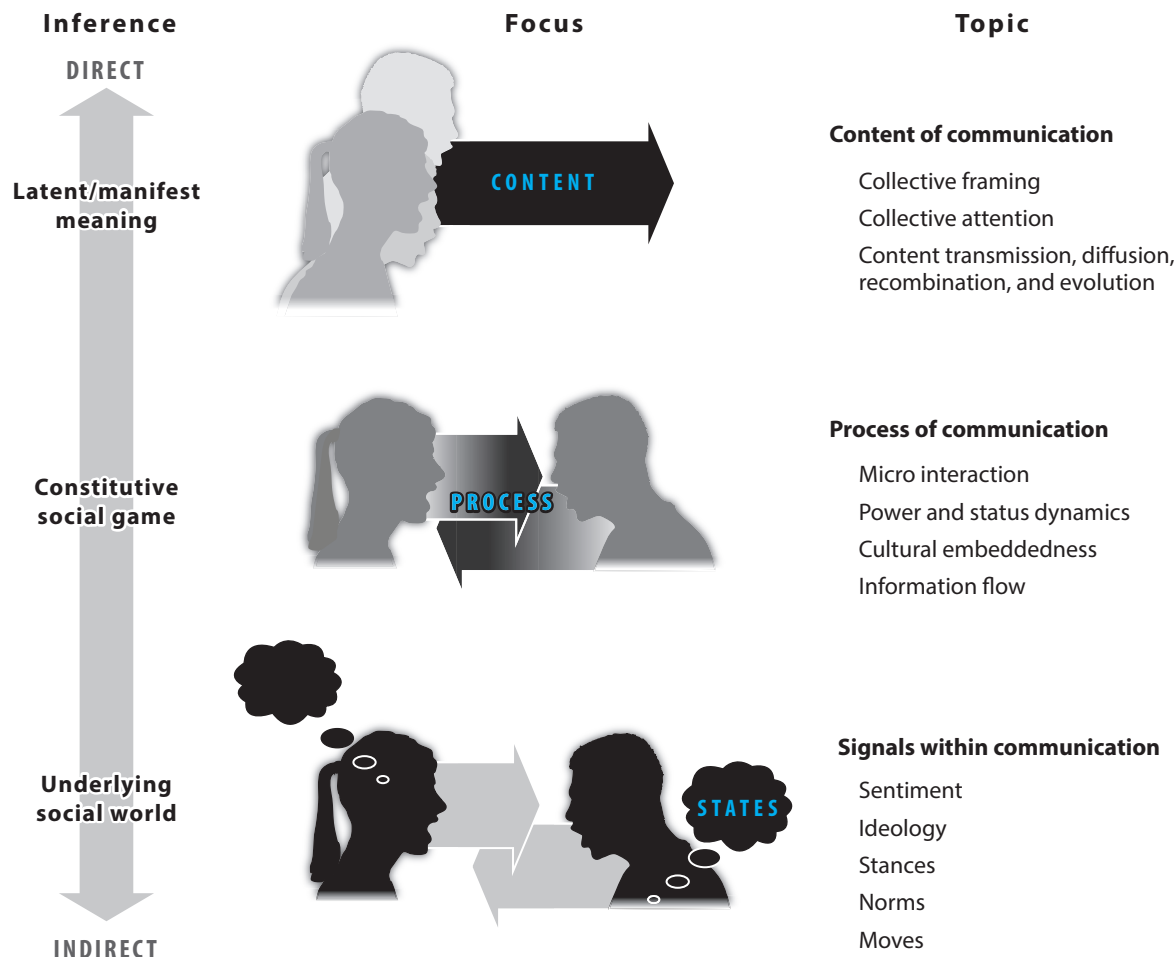 Inference
Focus
Topic
DIRECT
Latent/manifest
meaning
CONTENT
Content of communication
Collective framing
Collective attention
Content transmission, diffusion,
recombination, and evolution
Constitutive
social game
PROCESS
Process of communication
Micro interaction
Power and status dynamics
Cultural embeddedness
Information flow
Underlying
social world
STATES
Signals within communication
Sentiment
Ideology
Stances
Norms
Moves
INDIRECT